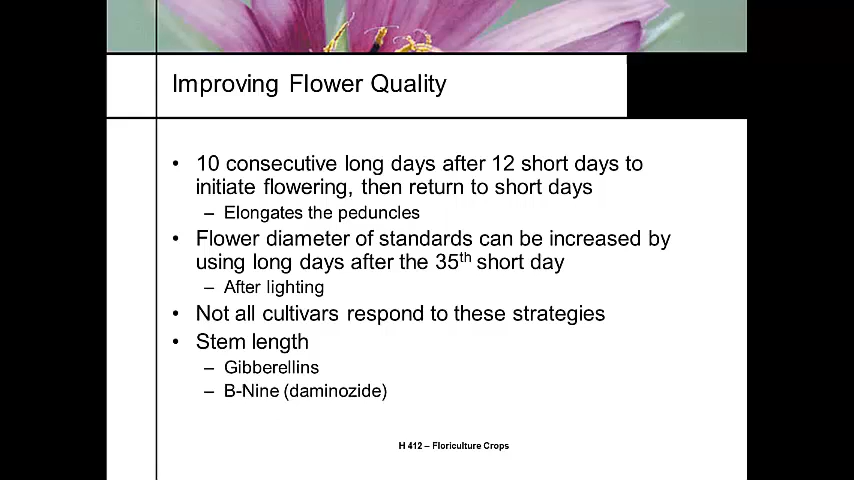 Improving Flower Quality
• 10 consecutive long days after 12 short days to
initiate flowering, then return to short days
– Elongates the peduncles
• Flower diameter of standards can be increased by
using long days after the 35th short day
– After lighting
• Not all cultivars respond to these strategies
• Stem length
– Gibberellins
– B-Nine (daminozide)
H 412 – Floriculture Crops